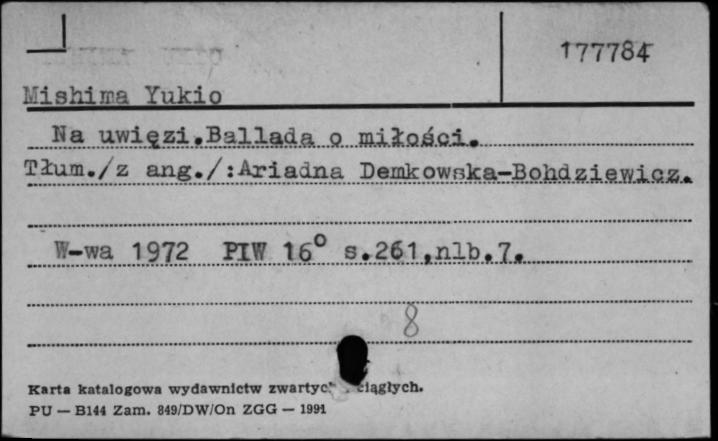 177784
Mishima Yukio
Na uwięzi.Ballada o miłości.
Tłum./z ang./:Ariadna Demkowska-Bohdziewicz.
W-wa 1972 PIW 16° s.261,nlb.7.
8
Karta katalogowa wydawnictw ciągłych.
PU — B144 Zam. 849/DW/On ZGG — 1991